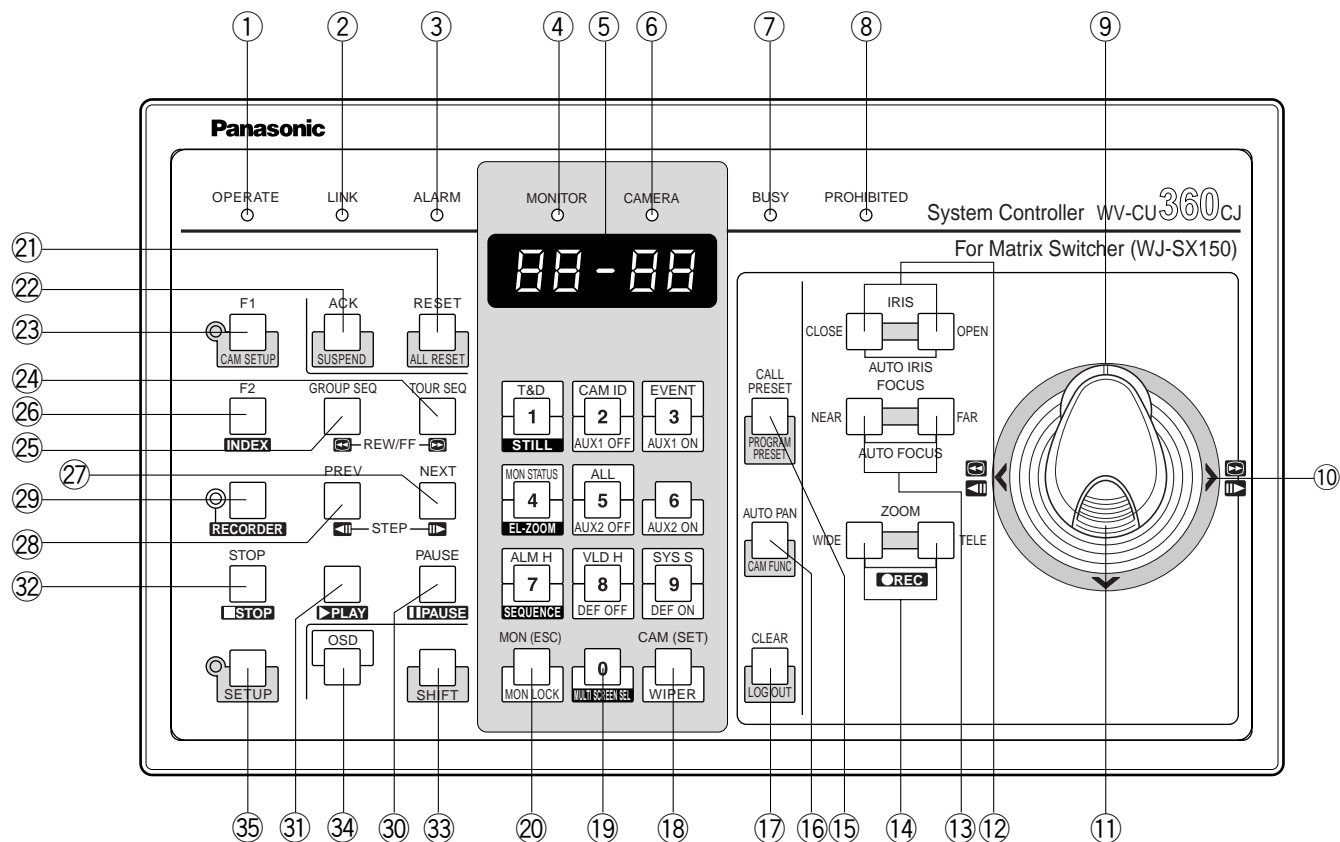 1 2 3 4 5 6 7 8 9
Panasonic
OPERATE LINK ALARM MONITOR CAMERA BUSY PROHIBITED
System Controller WV-CU360CJ
For Matrix Switcher (WJ-SX150)
88-88
21
22
23
24
26
25
27
29
28
32
F1 ACK RESET
CAM SETUP SUSPEND ALL RESET
F2 GROUP SEQ TOUR SEQ
INDEX REW/FF
PREV NEXT
RECORDER STEP
STOP PAUSE
STOP PLAY PAUSE
OSD
SETUP SHIFT
T&D CAM ID EVENT
1 2 3
STILL AUX1 OFF AUX1 ON
MON STATUS ALL
4 5 6
EL-ZOOM AUX2 OFF AUX2 ON
ALM H VLD H SYS S
7 8 9
SEQUENCE DEF OFF DEF ON
MON (ESC) CAM (SET)
0
MON LOCK MULTI SCREEN SEL WIPER
CALL
PRESET
PROGRAM
PRESET
AUTO PAN
CAM FUNC
CLEAR
LOG OUT
IRIS
CLOSE OPEN
AUTO IRIS
FOCUS
NEAR FAR
AUTO FOCUS
ZOOM
WIDE TELE
REC
10
35 31 34 30 33 20 19 18 17 16 15 14 13 12 11